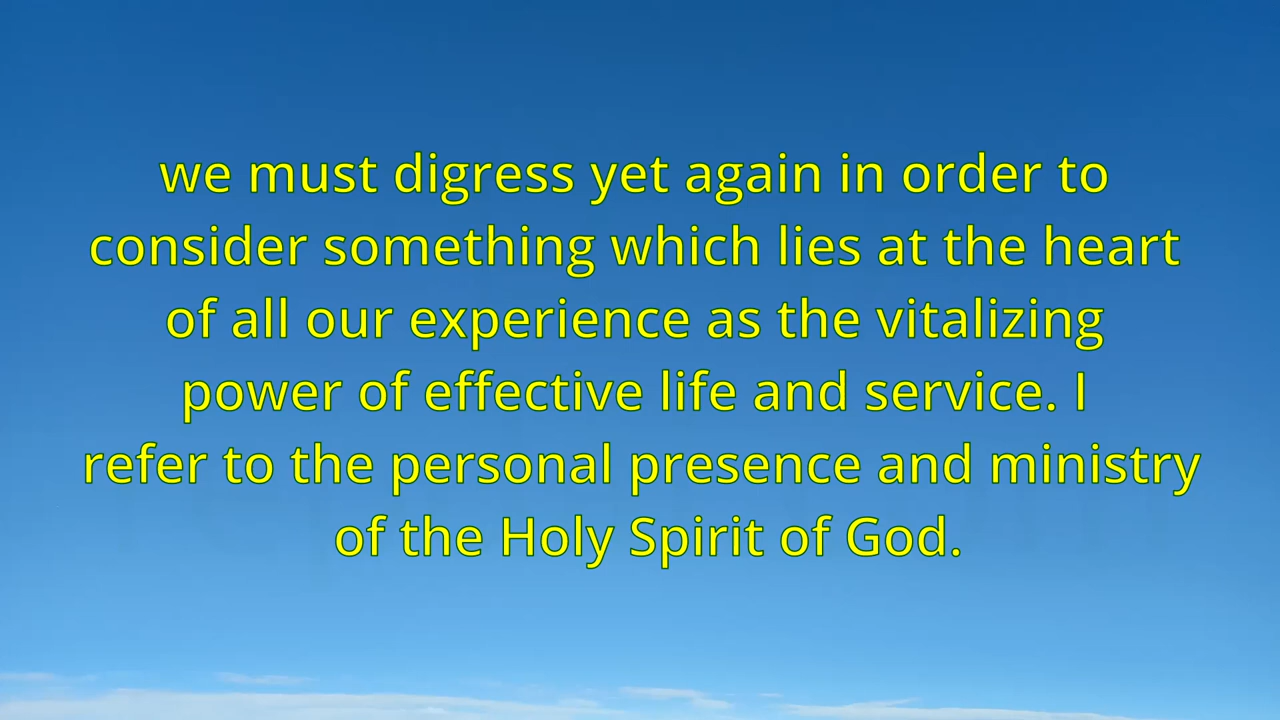 we must digress yet again in order to
consider something which lies at the heart
of all our experience as the vitalizing
power of effective life and service. I
refer to the personal presence and ministry
of the Holy Spirit of God.